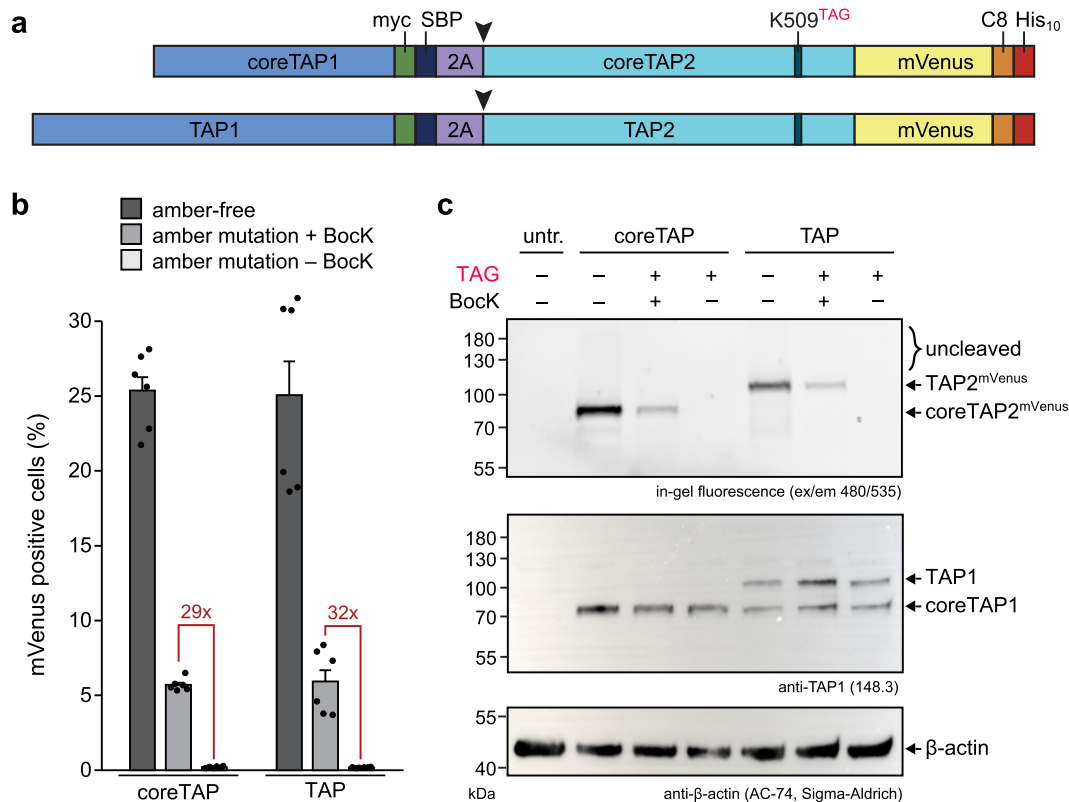 a
myc SBP K509TAG C8 His10
coreTAP1 2A coreTAP2 mVenus
TAP1 2A TAP2 mVenus
b
amber-free
amber mutation + BocK
amber mutation – BocK
mVenus positive cells (%)
30
25
20
15
10
5
0
29x
32x
coreTAP TAP
c
untr. coreTAP TAP
TAG – – + + – + +
BocK – – + – – + –
180
130
100
70
55
uncleaved
TAP2mVenus
coreTAP2mVenus
in-gel fluorescence (ex/em 480/535)
180
130
100
70
55
TAP1
coreTAP1
anti-TAP1 (148.3)
55
40
β-actin
kDa
anti-β-actin (AC-74, Sigma-Aldrich)